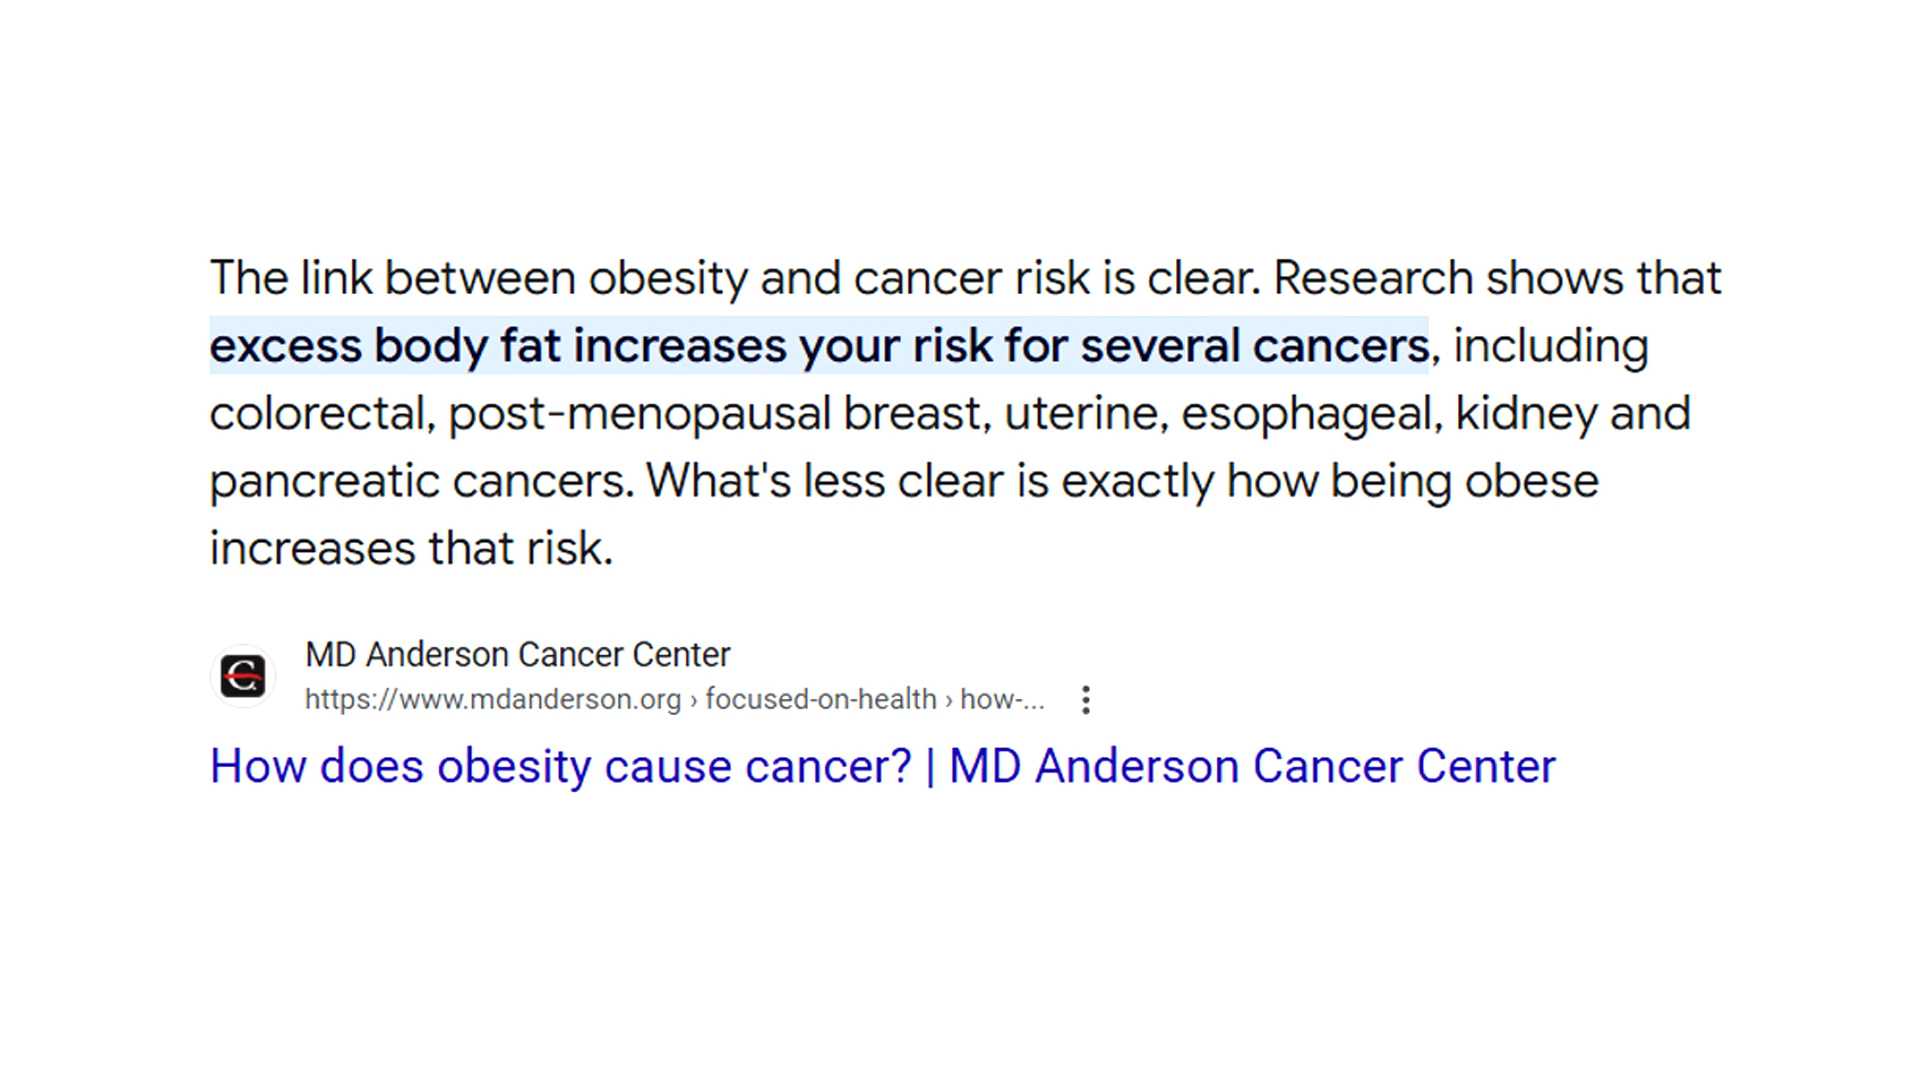 The link between obesity and cancer risk is clear. Research shows that
excess body fat increases your risk for several cancers, including
colorectal, post-menopausal breast, uterine, esophageal, kidney and
pancreatic cancers. What's less clear is exactly how being obese
increases that risk.
MD Anderson Cancer Center
https://www.mdanderson.org › focused-on-health › how-...
How does obesity cause cancer? | MD Anderson Cancer Center